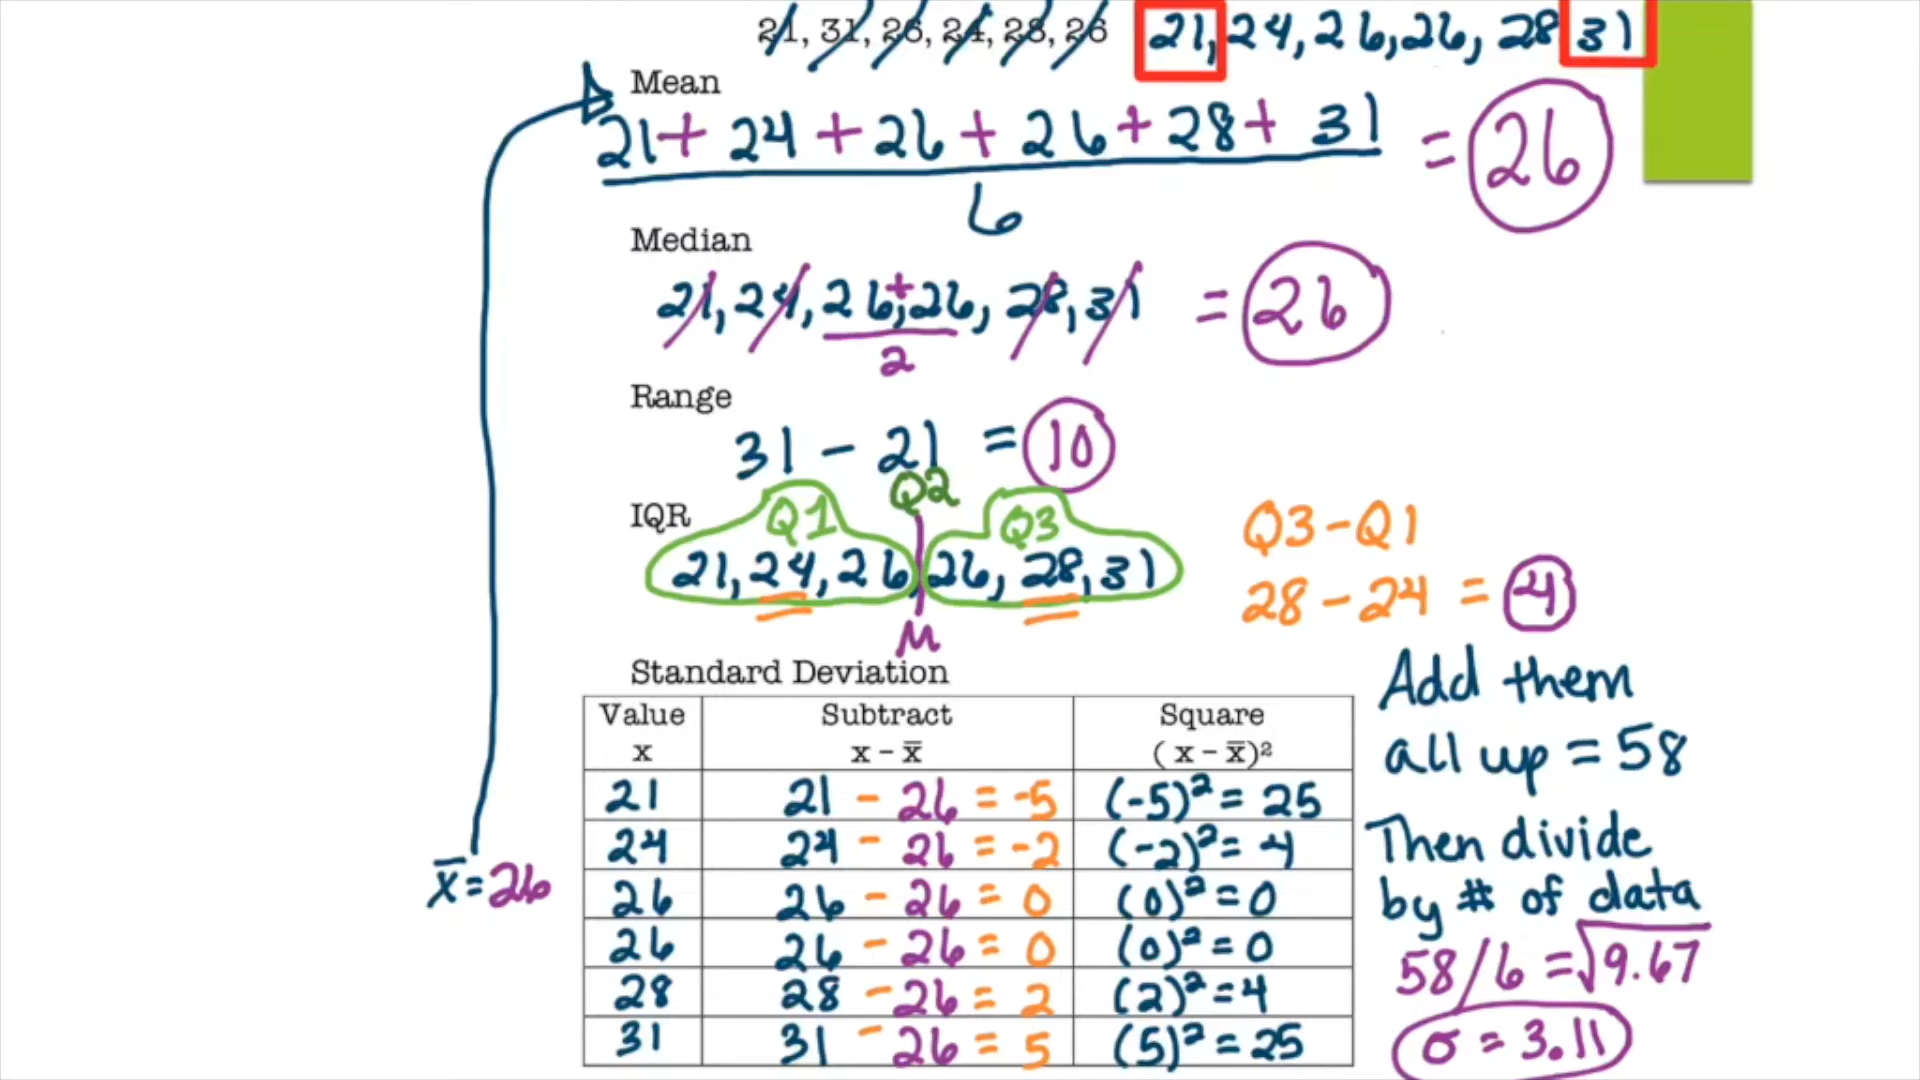 21, 31, 26, 24, 28, 26 21, 24, 26, 26, 28 31
Mean
21 + 24 + 26 + 26 + 28 + 31 = 26
6
Median
21, 24, 26, + 26, 28, 31 = 26
2
Range
31 - 21 = 10
Q2
IQR Q1 Q3 Q3 - Q1
21, 24, 26, 26, 28, 31 28 - 24 = 4
M
Standard Deviation
Add them
all up = 58
Then divide
by # of data
58/6 = √9.67
σ = 3.11
Value Subtract Square
x x - x̅ ( x - x̅)²
21 21 - 26 = -5 (-5)² = 25
24 24 - 26 = -2 (-2)² = 4
x̅ = 26
26 26 - 26 = 0 (0)² = 0
26 26 - 26 = 0 (0)² = 0
28 28 - 26 = 2 (2)² = 4
31 31 - 26 = 5 (5)² = 25